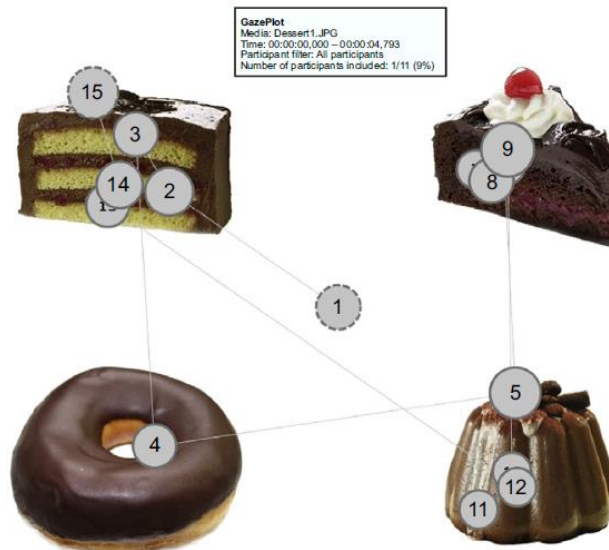 GazePlot
Media: Dessert1.JPG
Time: 00:00:00,000 – 00:00:04,793
Participant filter: All participants
Number of participants included: 1/11 (9%)
15
3
9
14
2
8
1
5
4
12
11